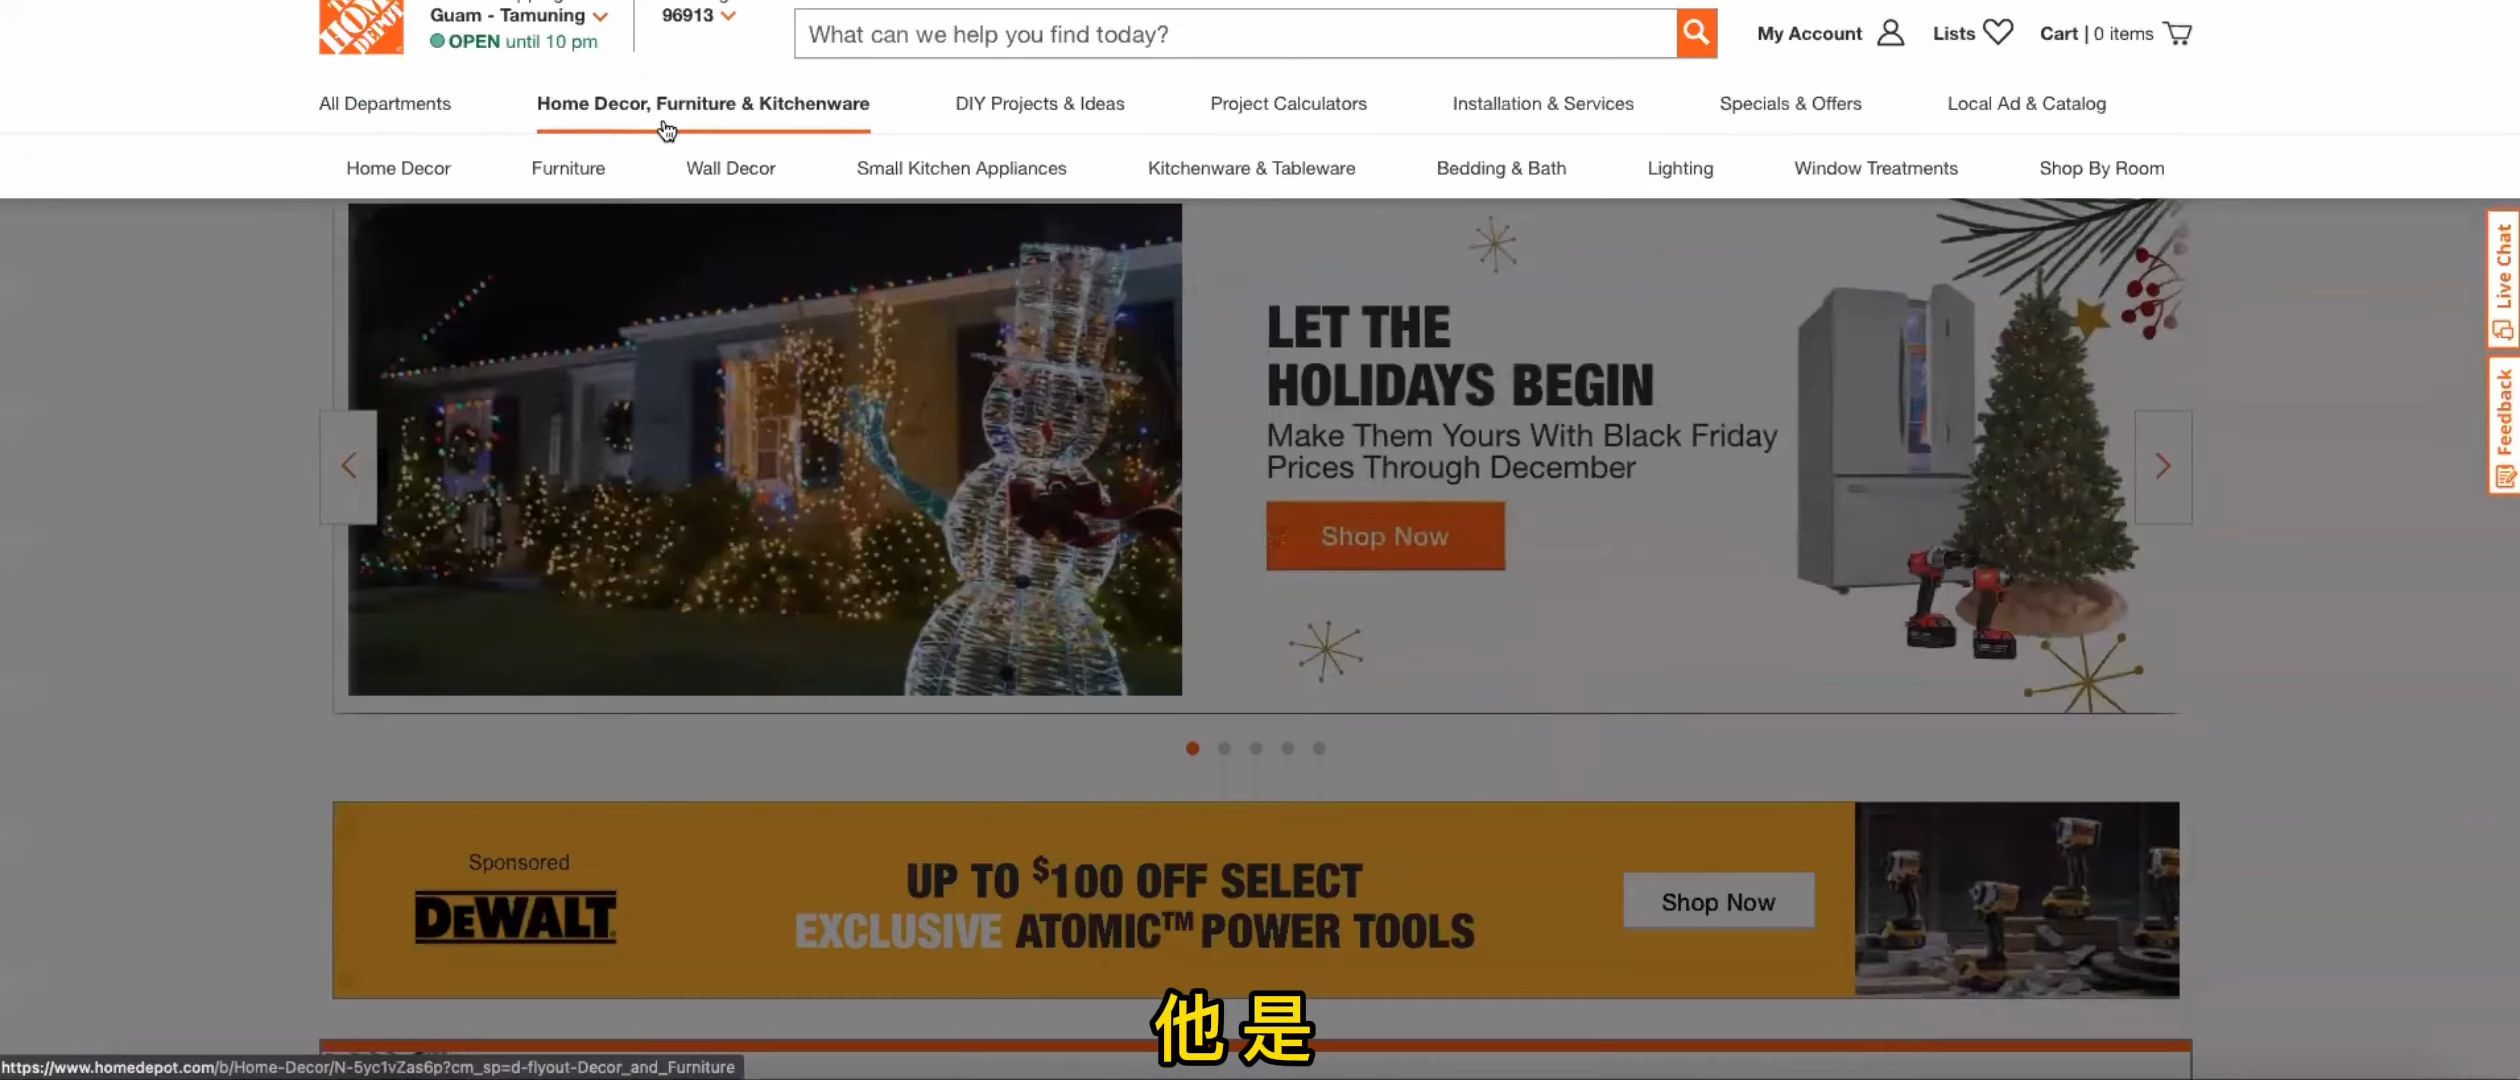 THE HOME DEPOT
Guam - Tamuning
96913
OPEN until 10 pm
What can we help you find today?
My Account
Lists
Cart | 0 items
All Departments
Home Decor, Furniture & Kitchenware
DIY Projects & Ideas
Project Calculators
Installation & Services
Specials & Offers
Local Ad & Catalog
Home Decor
Furniture
Wall Decor
Small Kitchen Appliances
Kitchenware & Tableware
Bedding & Bath
Lighting
Window Treatments
Shop By Room
Live Chat
Feedback
LET THE
HOLIDAYS BEGIN
Make Them Yours With Black Friday
Prices Through December
Shop Now
Sponsored
DEWALT
UP TO $100 OFF SELECT
EXCLUSIVE ATOMIC™ POWER TOOLS
Shop Now
他是
https://www.homedepot.com/b/Home-Decor/N-5yc1vZas6p?cm_sp=d-flyout-Decor_and_Furniture